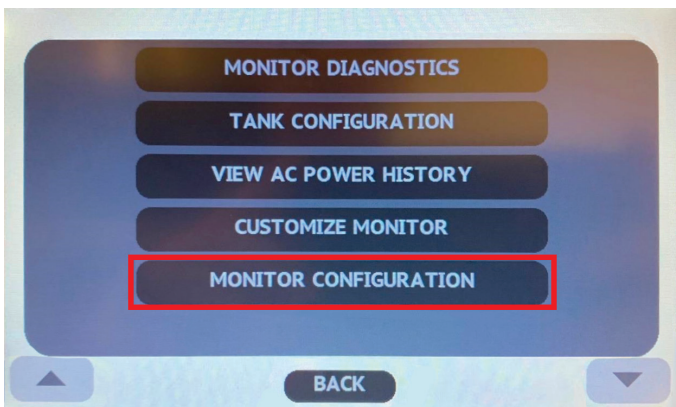 MONITOR DIAGNOSTICS
TANK CONFIGURATION
VIEW AC POWER HISTORY
CUSTOMIZE MONITOR
MONITOR CONFIGURATION
BACK